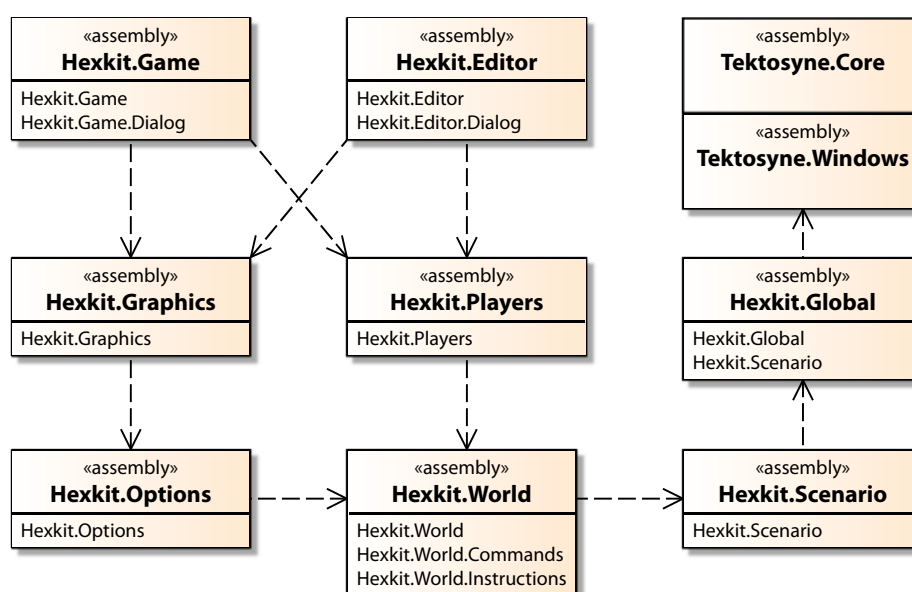 «assembly»
Hexkit.Game
Hexkit.Game
Hexkit.Game.Dialog
«assembly»
Hexkit.Editor
Hexkit.Editor
Hexkit.Editor.Dialog
«assembly»
Tektosyne.Core
«assembly»
Tektosyne.Windows
«assembly»
Hexkit.Graphics
Hexkit.Graphics
«assembly»
Hexkit.Players
Hexkit.Players
«assembly»
Hexkit.Global
Hexkit.Global
Hexkit.Scenario
«assembly»
Hexkit.Options
Hexkit.Options
«assembly»
Hexkit.World
Hexkit.World
Hexkit.World.Commands
Hexkit.World.Instructions
«assembly»
Hexkit.Scenario
Hexkit.Scenario